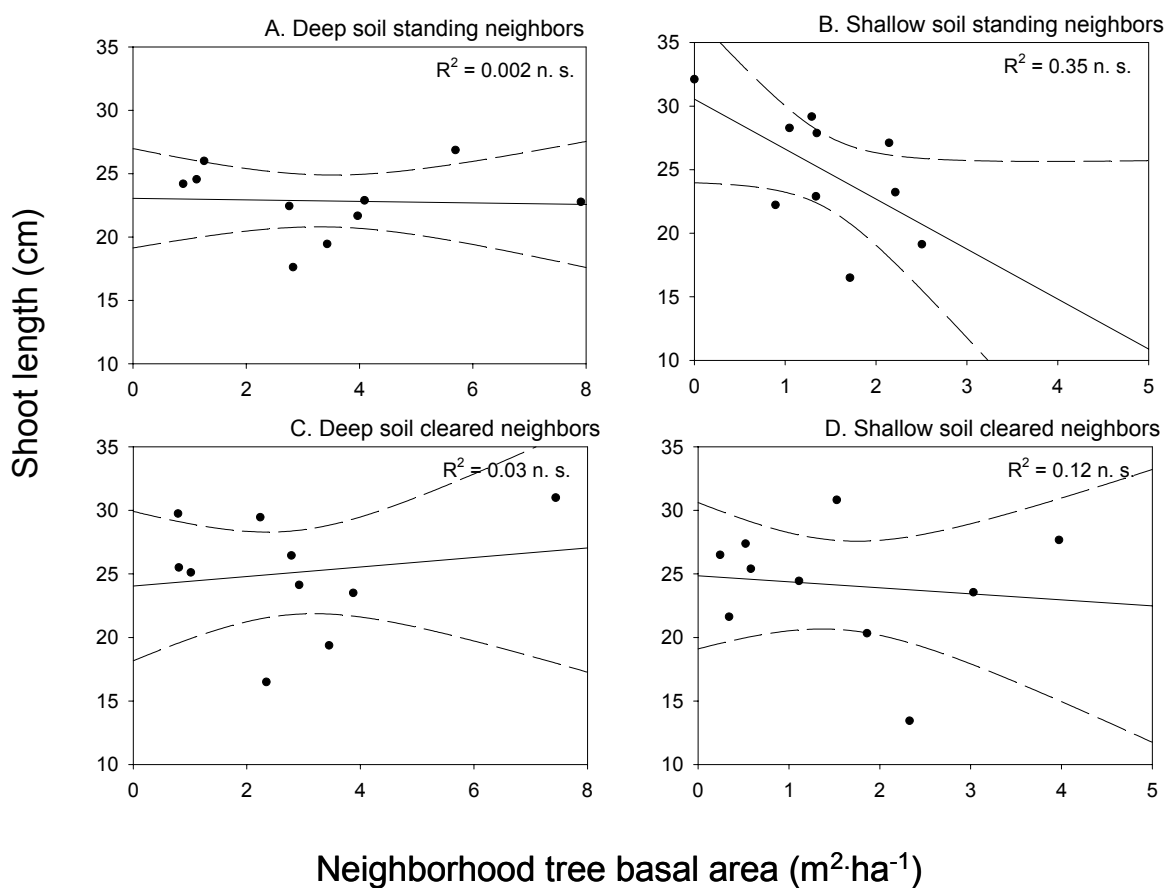 A. Deep soil standing neighbors
R² = 0.002 n. s.
35
30
25
20
15
10
0 2 4 6 8
B. Shallow soil standing neighbors
R² = 0.35 n. s.
35
30
25
20
15
10
0 1 2 3 4 5
Shoot length (cm)
C. Deep soil cleared neighbors
R² = 0.03 n. s.
35
30
25
20
15
10
0 2 4 6 8
D. Shallow soil cleared neighbors
R² = 0.12 n. s.
35
30
25
20
15
10
0 1 2 3 4 5
Neighborhood tree basal area (m²·ha⁻¹)